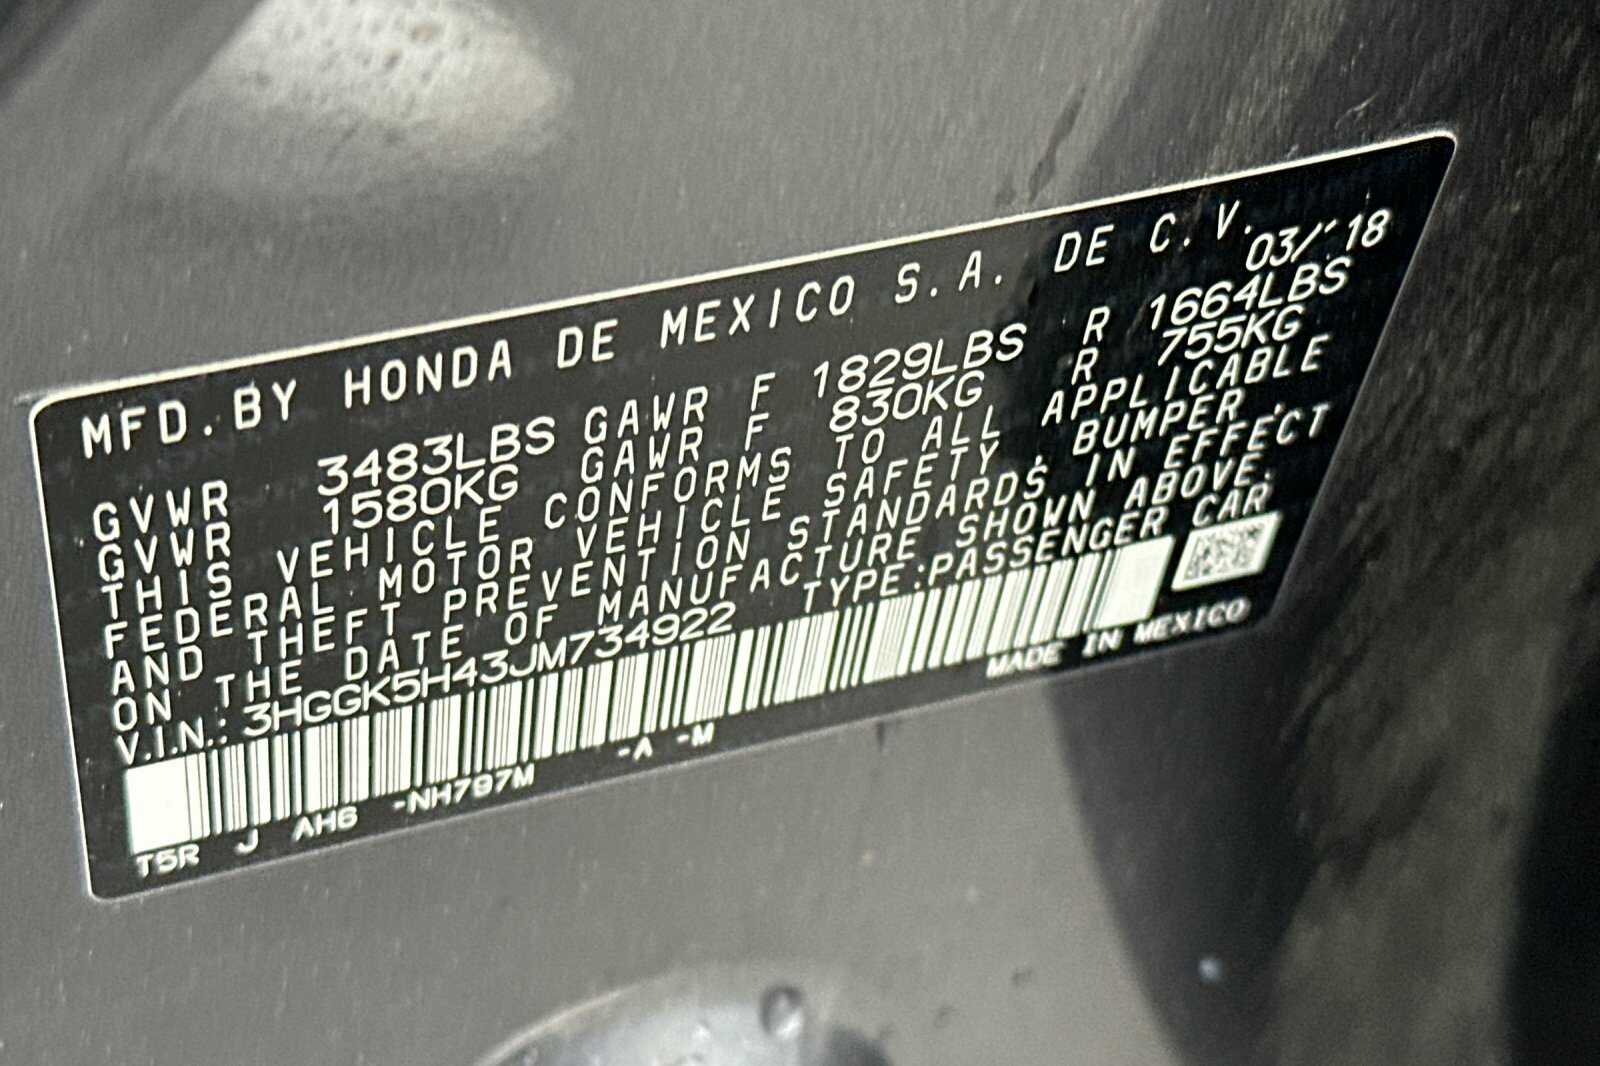 MFD. BY HONDA DE MEXICO S.A. DE C.V.
03/'18
GVWR 3483LBS GAWR F 1829LBS R 1664LBS
GVWR 1580KG GAWR F 830KG R 755KG
THIS VEHICLE CONFORMS TO ALL APPLICABLE
FEDERAL MOTOR VEHICLE SAFETY, BUMPER,
AND THEFT PREVENTION STANDARDS IN EFFECT
ON THE DATE OF MANUFACTURE SHOWN ABOVE.
V.I.N.: 3HGGK5H43JM734922 TYPE:PASSENGER CAR
T5R J AH6 -NH797M -A -M MADE IN MEXICO